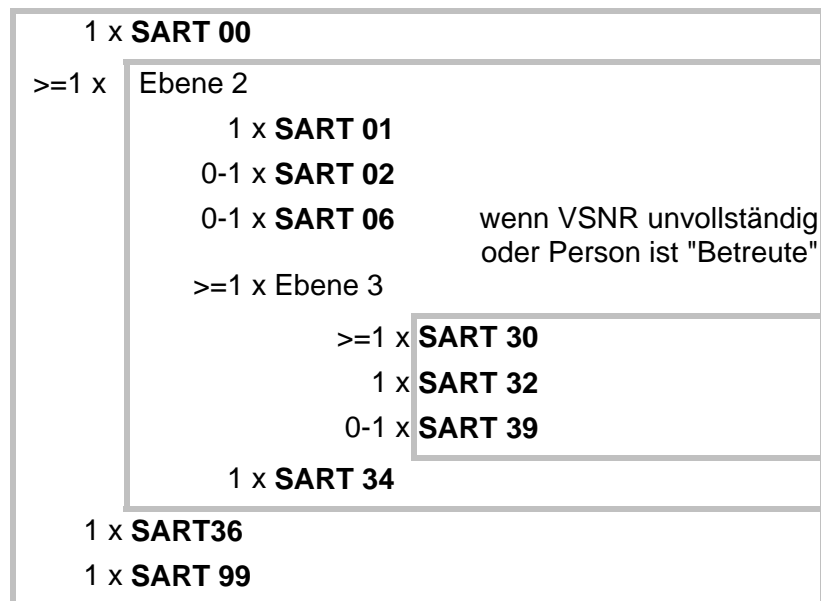 1 x SART 00
>=1 x Ebene 2
1 x SART 01
0-1 x SART 02
0-1 x SART 06 wenn VSNR unvollständig
oder Person ist "Betreute"
>=1 x Ebene 3
>=1 x SART 30
1 x SART 32
0-1 x SART 39
1 x SART 34
1 x SART36
1 x SART 99